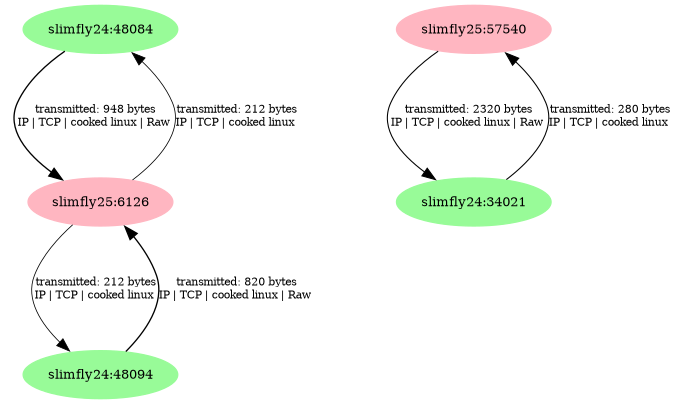 slimfly24:48084
transmitted: 948 bytes
IP | TCP | cooked linux | Raw
transmitted: 212 bytes
IP | TCP | cooked linux
slimfly25:6126
transmitted: 212 bytes
IP | TCP | cooked linux
transmitted: 820 bytes
IP | TCP | cooked linux | Raw
slimfly24:48094
slimfly25:57540
transmitted: 2320 bytes
IP | TCP | cooked linux | Raw
transmitted: 280 bytes
IP | TCP | cooked linux
slimfly24:34021